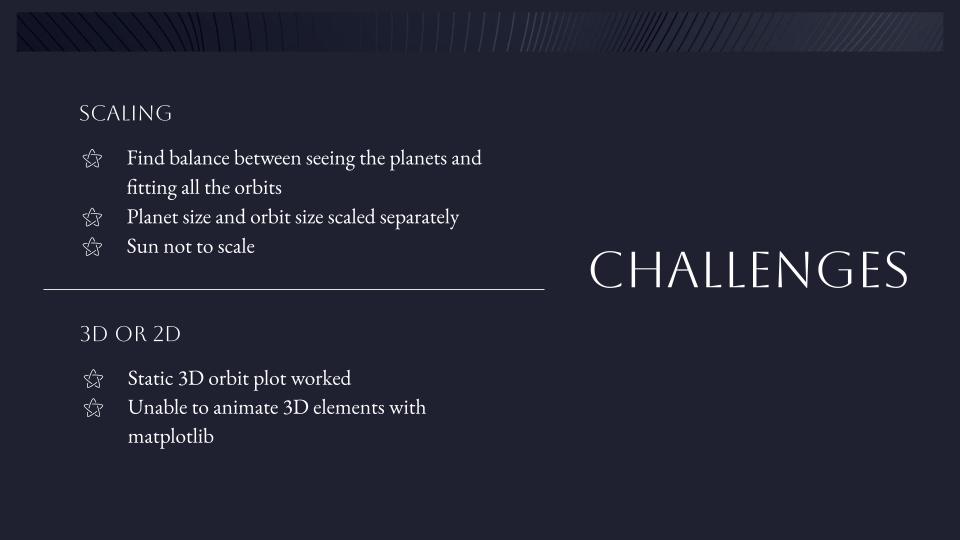 SCALING
Find balance between seeing the planets and
fitting all the orbits
Planet size and orbit size scaled separately
Sun not to scale
CHALLENGES
3D OR 2D
Static 3D orbit plot worked
Unable to animate 3D elements with
matplotlib